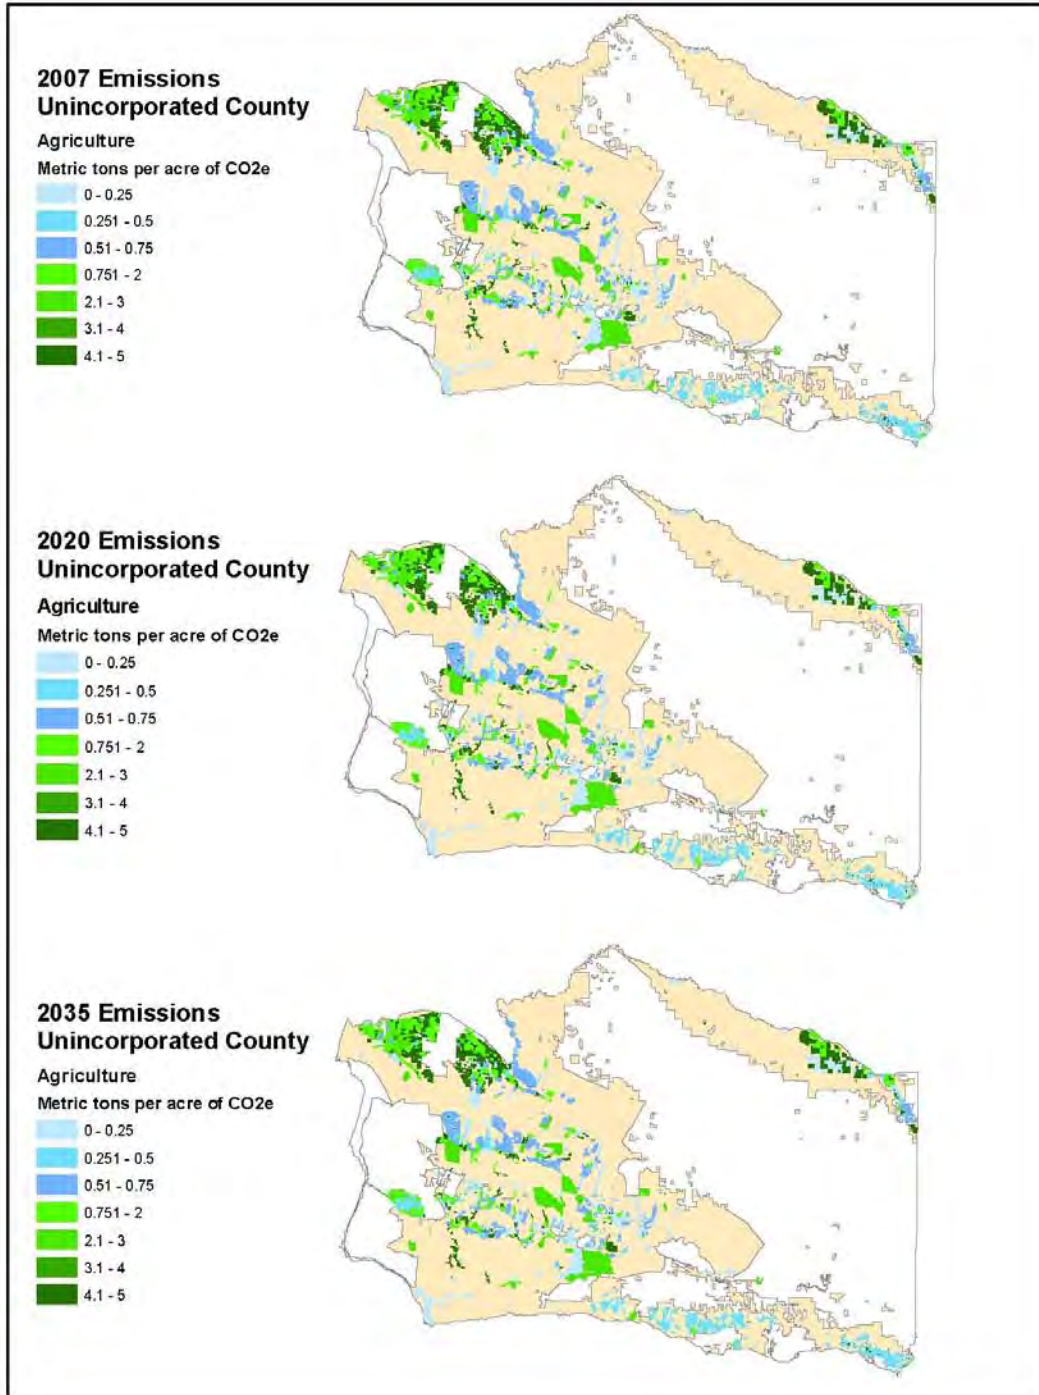 2007 Emissions
Unincorporated County
Agriculture
Metric tons per acre of CO2e
0 - 0.25
0.251 - 0.5
0.51 - 0.75
0.751 - 2
2.1 - 3
3.1 - 4
4.1 - 5
2020 Emissions
Unincorporated County
Agriculture
Metric tons per acre of CO2e
0 - 0.25
0.251 - 0.5
0.51 - 0.75
0.751 - 2
2.1 - 3
3.1 - 4
4.1 - 5
2035 Emissions
Unincorporated County
Agriculture
Metric tons per acre of CO2e
0 - 0.25
0.251 - 0.5
0.51 - 0.75
0.751 - 2
2.1 - 3
3.1 - 4
4.1 - 5